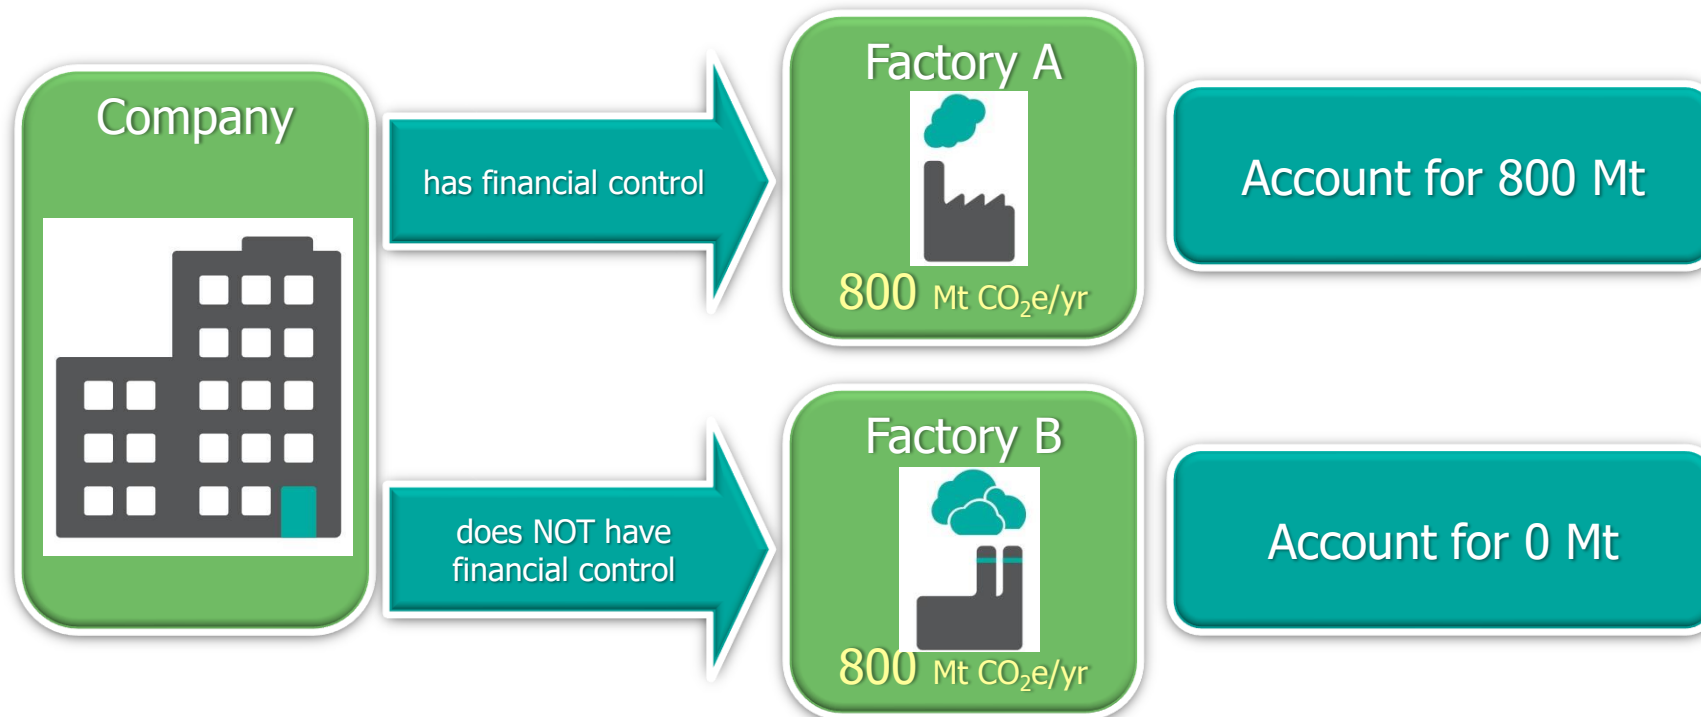 Company
has financial control
Factory A
800 Mt CO₂e/yr
Account for 800 Mt
does NOT have
financial control
Factory B
800 Mt CO₂e/yr
Account for 0 Mt